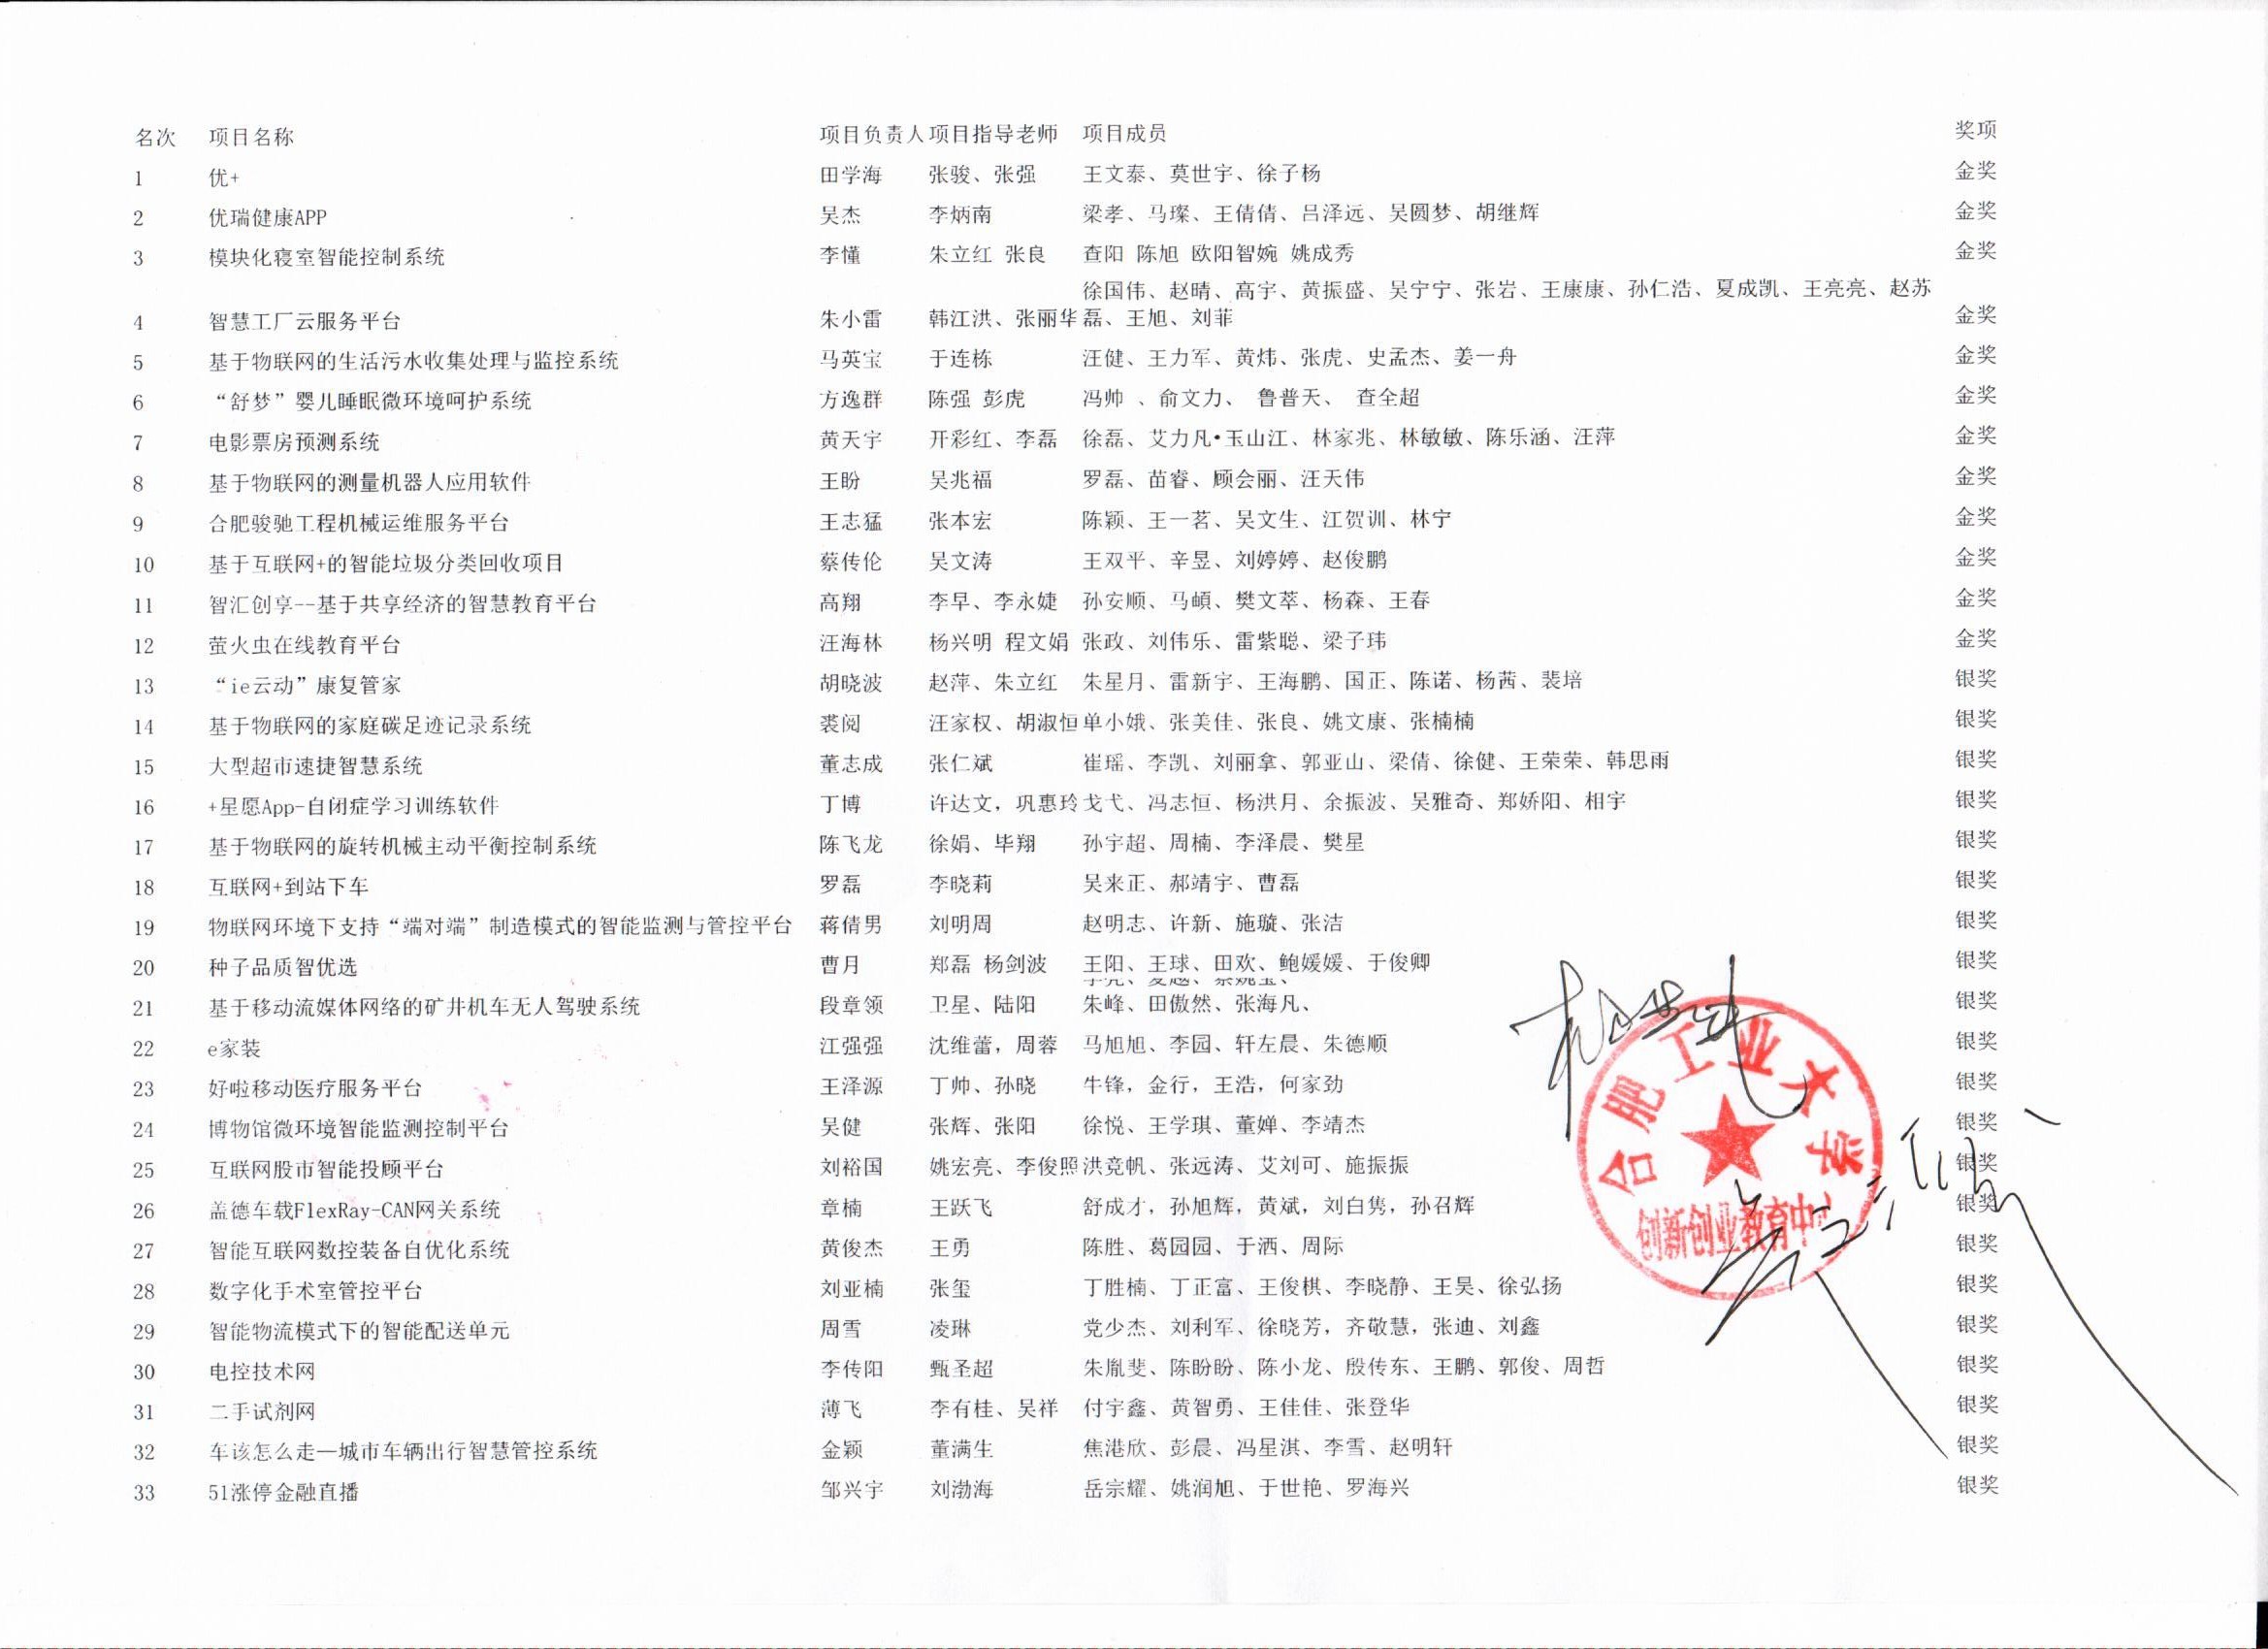 名次 项目名称 项目负责人 项目指导老师 项目成员 奖项
1 优+ 田学海 张骏、张强 王文泰、莫世宇、徐子杨 金奖
2 优瑞健康APP 吴杰 李炳南 梁孝、马璨、王倩倩、吕泽远、吴圆梦、胡继辉 金奖
3 模块化寝室智能控制系统 李懂 朱立红 张良 查阳 陈旭 欧阳智婉 姚成秀 金奖
徐国伟、赵晴、高宇、黄振盛、吴宁宁、张岩、王康康、孙仁浩、夏成凯、王亮亮、赵苏
4 智慧工厂云服务平台 朱小雷 韩江洪、张丽华 磊、王旭、刘菲 金奖
5 基于物联网的生活污水收集处理与监控系统 马英宝 于连栋 汪健、王力军、黄炜、张虎、史孟杰、姜一舟 金奖
6 “舒梦”婴儿睡眠微环境呵护系统 方逸群 陈强 彭虎 冯帅 、俞文力、 鲁普天、 查全超 金奖
7 电影票房预测系统 黄天宇 开彩红、李磊 徐磊、艾力凡•玉山江、林家兆、林敏敏、陈乐涵、汪萍 金奖
8 基于物联网的测量机器人应用软件 王盼 吴兆福 罗磊、苗睿、顾会丽、汪天伟 金奖
9 合肥骏驰工程机械运维服务平台 王志猛 张本宏 陈颖、王一茗、吴文生、江贺训、林宁 金奖
10 基于互联网+的智能垃圾分类回收项目 蔡传伦 吴文涛 王双平、辛昱、刘婷婷、赵俊鹏 金奖
11 智汇创享--基于共享经济的智慧教育平台 高翔 李早、李永婕 孙安顺、马頔、樊文萃、杨森、王春 金奖
12 萤火虫在线教育平台 汪海林 杨兴明 程文娟 张政、刘伟乐、雷紫聪、梁子玮 金奖
13 “ie云动”康复管家 胡晓波 赵萍、朱立红 朱星月、雷新宇、王海鹏、国正、陈诺、杨茜、裴培 银奖
14 基于物联网的家庭碳足迹记录系统 裘阅 汪家权、胡淑恒 单小娥、张美佳、张良、姚文康、张楠楠 银奖
15 大型超市速捷智慧系统 董志成 张仁斌 崔瑶、李凯、刘丽拿、郭亚山、梁倩、徐健、王荣荣、韩思雨 银奖
16 +星愿App-自闭症学习训练软件 丁博 许达文，巩惠玲 戈弋、冯志恒、杨洪月、余振波、吴雅奇、郑娇阳、相宇 银奖
17 基于物联网的旋转机械主动平衡控制系统 陈飞龙 徐娟、毕翔 孙宇超、周楠、李泽晨、樊星 银奖
18 互联网+到站下车 罗磊 李晓莉 吴来正、郝靖宇、曹磊 银奖
19 物联网环境下支持“端对端”制造模式的智能监测与管控平台 蒋倩男 刘明周 赵明志、许新、施璇、张洁 银奖
20 种子品质智优选 曹月 郑磊 杨剑波 王阳、王球、田欢、鲍媛媛、于俊卿 银奖
21 基于移动流媒体网络的矿井机车无人驾驶系统 段章领 卫星、陆阳 朱峰、田傲然、张海凡、 银奖
22 e家装 江强强 沈维蕾，周蓉 马旭旭、李园、轩左晨、朱德顺 银奖
23 好啦移动医疗服务平台 王泽源 丁帅、孙晓 牛锋，金行，王浩，何家劲 银奖
24 博物馆微环境智能监测控制平台 吴健 张辉、张阳 徐悦、王学琪、董婵、李靖杰 银奖
25 互联网股市智能投顾平台 刘裕国 姚宏亮、李俊照 洪竞帆、张远涛、艾刘可、施振振 银奖
26 盖德车载FlexRay-CAN网关系统 章楠 王跃飞 舒成才，孙旭辉，黄斌，刘白隽，孙召辉 银奖
27 智能互联网数控装备自优化系统 黄俊杰 王勇 陈胜、葛园园、于洒、周际 银奖
28 数字化手术室管控平台 刘亚楠 张玺 丁胜楠、丁正富、王俊棋、李晓静、王昊、徐弘扬 银奖
29 智能物流模式下的智能配送单元 周雪 凌琳 党少杰、刘利军、徐晓芳，齐敬慧，张迪、刘鑫 银奖
30 电控技术网 李传阳 甄圣超 朱胤斐、陈盼盼、陈小龙、殷传东、王鹏、郭俊、周哲 银奖
31 二手试剂网 薄飞 李有桂、吴祥 付宇鑫、黄智勇、王佳佳、张登华 银奖
32 车该怎么走—城市车辆出行智慧管控系统 金颖 董满生 焦港欣、彭晨、冯星淇、李雪、赵明轩 银奖
33 51涨停金融直播 邹兴宇 刘渤海 岳宗耀、姚润旭、于世艳、罗海兴 银奖
合肥工业大学
创新创业教育中心